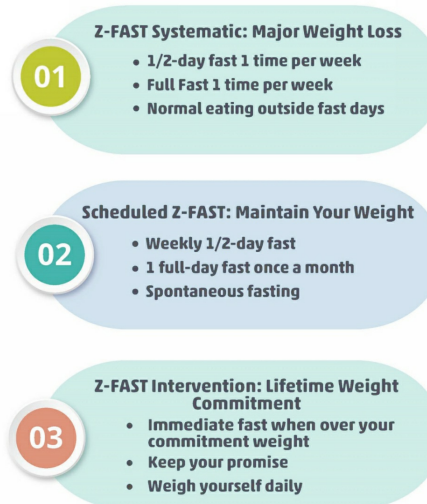 Z-FAST Systematic: Major Weight Loss
01
• 1/2-day fast 1 time per week
• Full Fast 1 time per week
• Normal eating outside fast days
Scheduled Z-FAST: Maintain Your Weight
02
• Weekly 1/2-day fast
• 1 full-day fast once a month
• Spontaneous fasting
Z-FAST Intervention: Lifetime Weight
Commitment
03
• Immediate fast when over your
commitment weight
• Keep your promise
• Weigh yourself daily